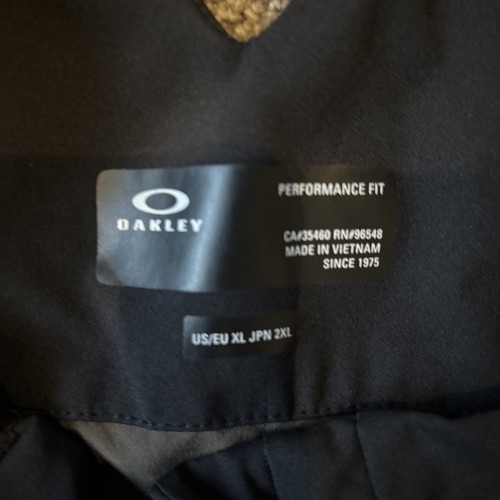 OAKLEY
PERFORMANCE FIT
CA#35460 RN#96548
MADE IN VIETNAM
SINCE 1975
US/EU XL JPN 2XL